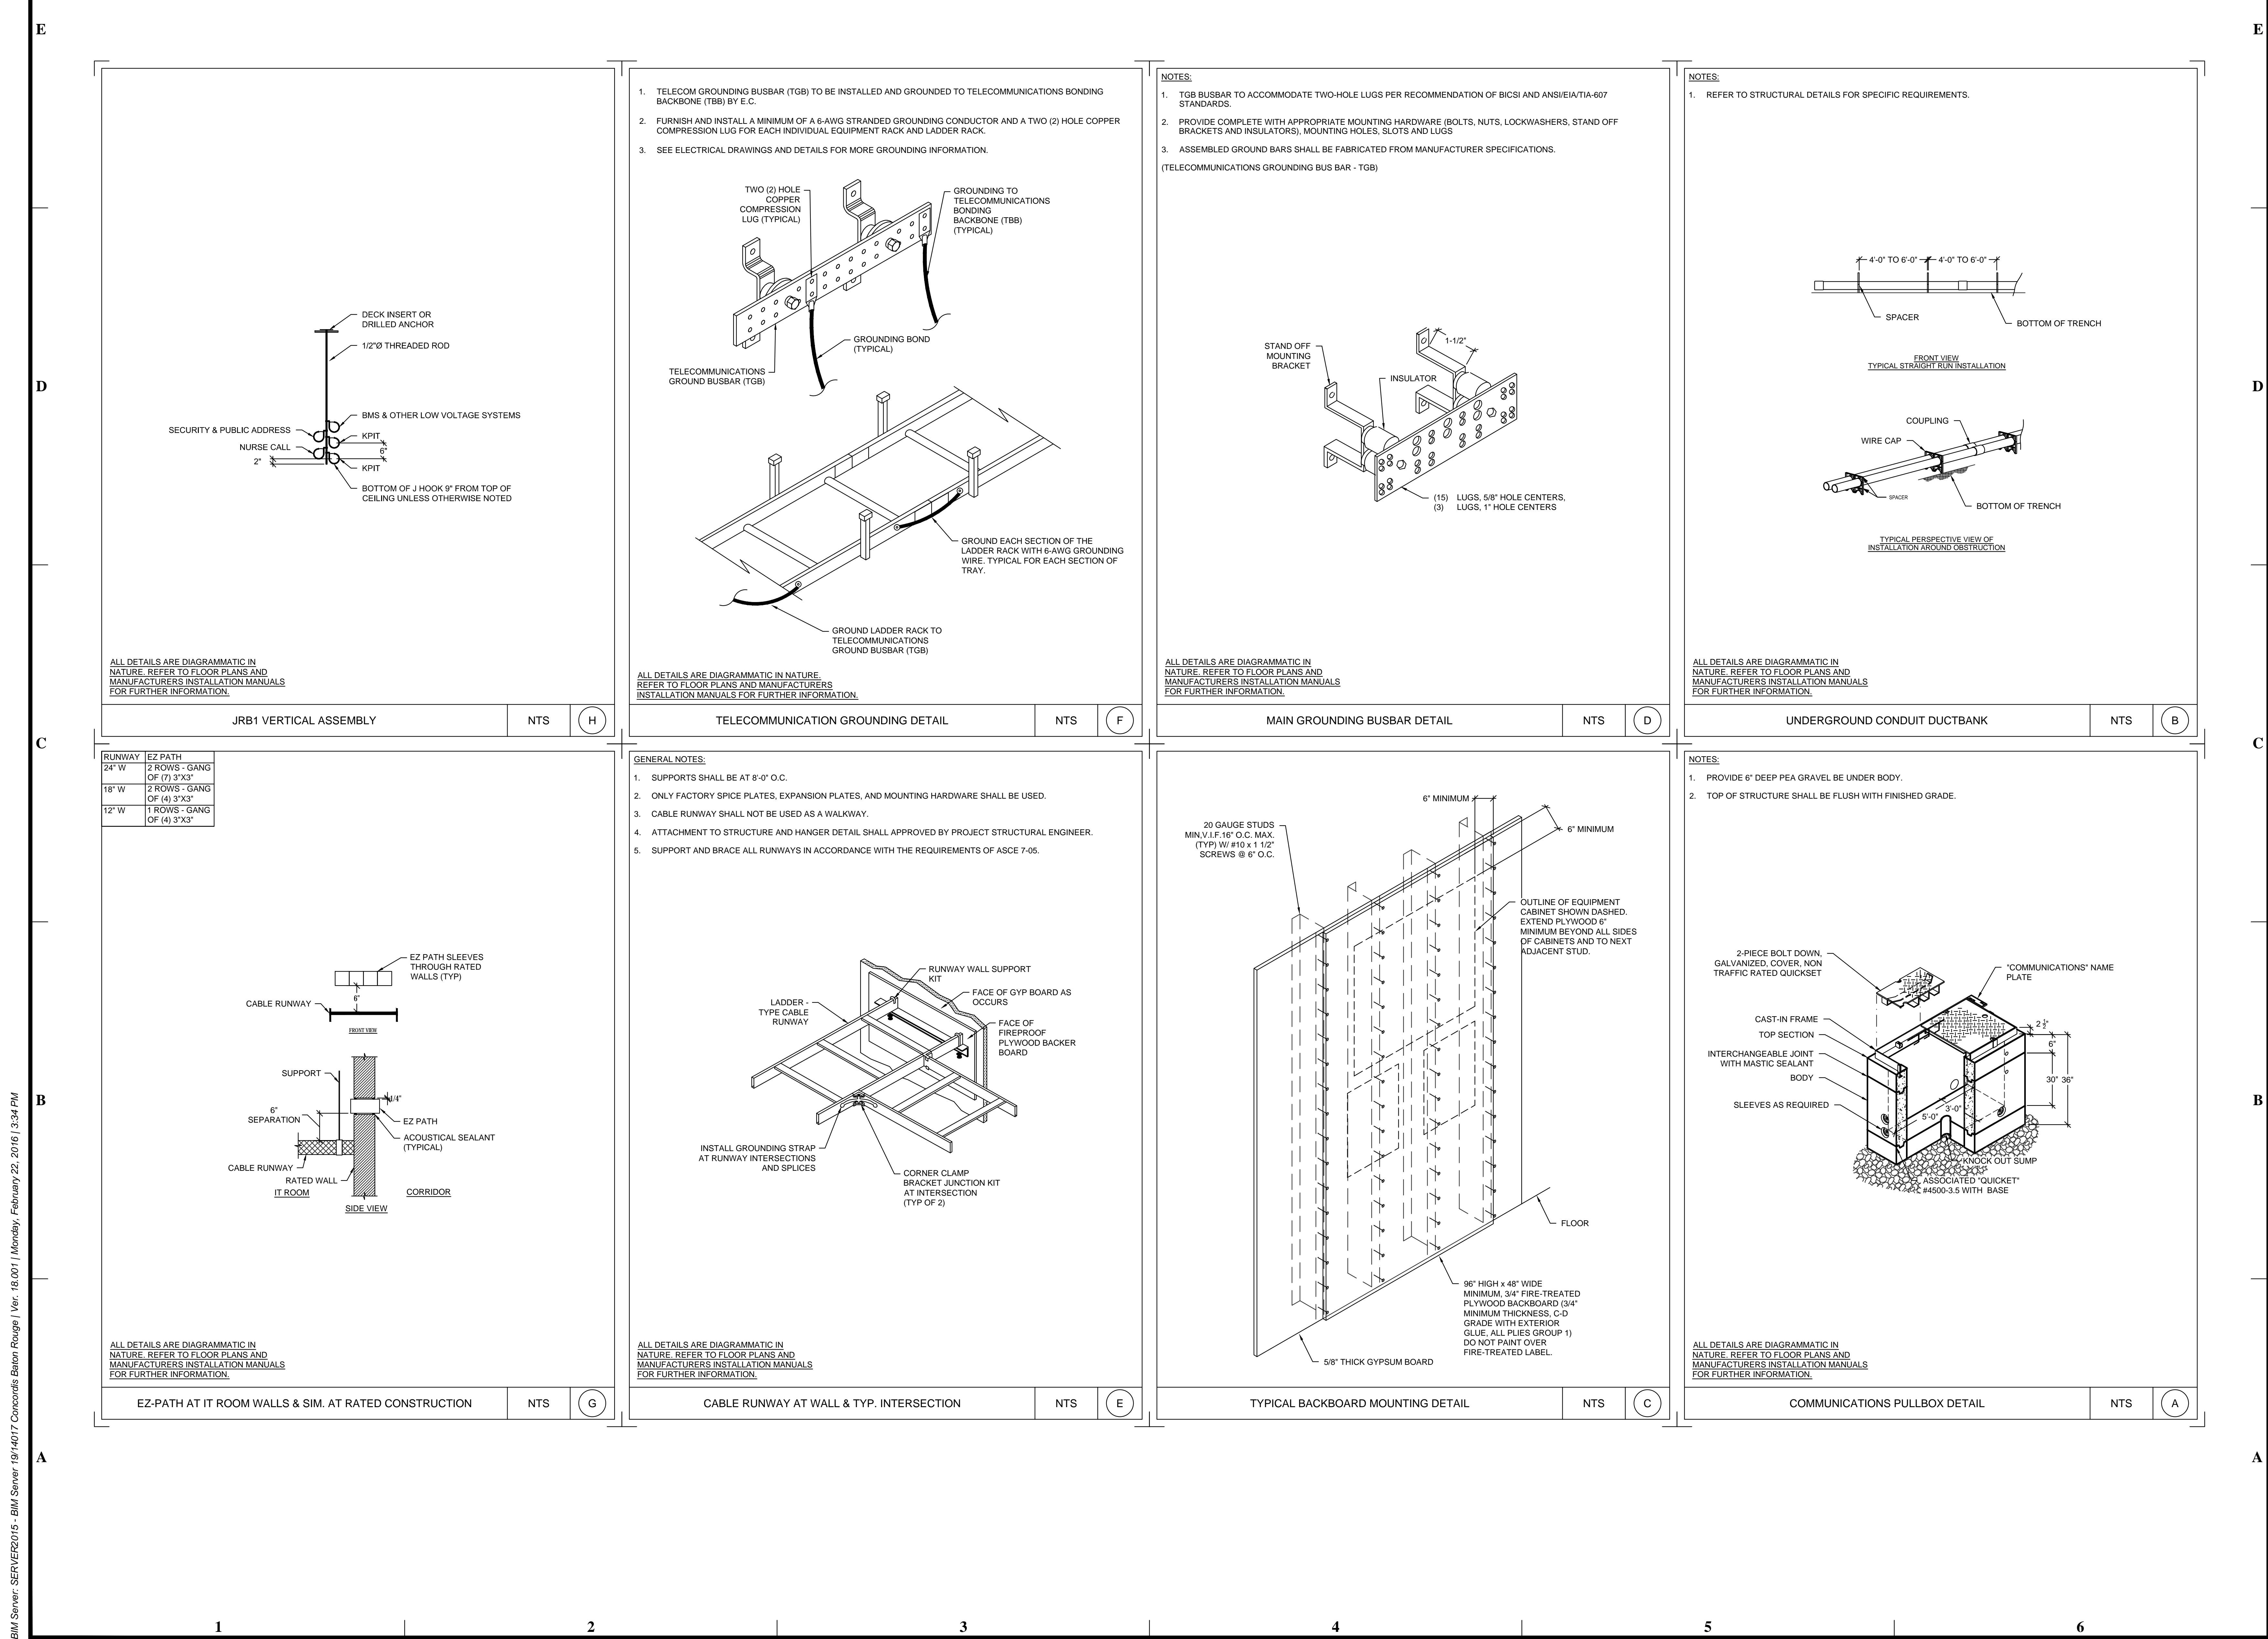 E
E
D
D
C
C
B
B
A
A
1
2
3
4
5
6
BIM Server: SERVER2015 - BIM Server 19/14017 Concordis Baton Rouge | Ver. 18.001 | Monday, February 22, 2016 | 3:34 PM
DECK INSERT OR
DRILLED ANCHOR
1/2"Ø THREADED ROD
BMS & OTHER LOW VOLTAGE SYSTEMS
SECURITY & PUBLIC ADDRESS
KPIT
NURSE CALL
6"
2"
KPIT
BOTTOM OF J HOOK 9" FROM TOP OF
CEILING UNLESS OTHERWISE NOTED
ALL DETAILS ARE DIAGRAMMATIC IN
NATURE. REFER TO FLOOR PLANS AND
MANUFACTURERS INSTALLATION MANUALS
FOR FURTHER INFORMATION.
JRB1 VERTICAL ASSEMBLY
NTS
H
1. TELECOM GROUNDING BUSBAR (TGB) TO BE INSTALLED AND GROUNDED TO TELECOMMUNICATIONS BONDING
BACKBONE (TBB) BY E.C.
2. FURNISH AND INSTALL A MINIMUM OF A 6-AWG STRANDED GROUNDING CONDUCTOR AND A TWO (2) HOLE COPPER
COMPRESSION LUG FOR EACH INDIVIDUAL EQUIPMENT RACK AND LADDER RACK.
3. SEE ELECTRICAL DRAWINGS AND DETAILS FOR MORE GROUNDING INFORMATION.
TWO (2) HOLE
COPPER
COMPRESSION
LUG (TYPICAL)
GROUNDING TO
TELECOMMUNICATIONS
BONDING
BACKBONE (TBB)
(TYPICAL)
GROUNDING BOND
(TYPICAL)
TELECOMMUNICATIONS
GROUND BUSBAR (TGB)
GROUND EACH SECTION OF THE
LADDER RACK WITH 6-AWG GROUNDING
WIRE. TYPICAL FOR EACH SECTION OF
TRAY.
GROUND LADDER RACK TO
TELECOMMUNICATIONS
GROUND BUSBAR (TGB)
ALL DETAILS ARE DIAGRAMMATIC IN NATURE.
REFER TO FLOOR PLANS AND MANUFACTURERS
INSTALLATION MANUALS FOR FURTHER INFORMATION.
TELECOMMUNICATION GROUNDING DETAIL
NTS
F
NOTES:
1. TGB BUSBAR TO ACCOMMODATE TWO-HOLE LUGS PER RECOMMENDATION OF BICSI AND ANSI/EIA/TIA-607
STANDARDS.
2. PROVIDE COMPLETE WITH APPROPRIATE MOUNTING HARDWARE (BOLTS, NUTS, LOCKWASHERS, STAND OFF
BRACKETS AND INSULATORS), MOUNTING HOLES, SLOTS AND LUGS
3. ASSEMBLED GROUND BARS SHALL BE FABRICATED FROM MANUFACTURER SPECIFICATIONS.
(TELECOMMUNICATIONS GROUNDING BUS BAR - TGB)
1-1/2"
STAND OFF
MOUNTING
BRACKET
INSULATOR
(15) LUGS, 5/8" HOLE CENTERS,
(3) LUGS, 1" HOLE CENTERS
ALL DETAILS ARE DIAGRAMMATIC IN
NATURE. REFER TO FLOOR PLANS AND
MANUFACTURERS INSTALLATION MANUALS
FOR FURTHER INFORMATION.
MAIN GROUNDING BUSBAR DETAIL
NTS
D
NOTES:
1. REFER TO STRUCTURAL DETAILS FOR SPECIFIC REQUIREMENTS.
4'-0" TO 6'-0"
4'-0" TO 6'-0"
SPACER
BOTTOM OF TRENCH
FRONT VIEW
TYPICAL STRAIGHT RUN INSTALLATION
COUPLING
WIRE CAP
SPACER
BOTTOM OF TRENCH
TYPICAL PERSPECTIVE VIEW OF
INSTALLATION AROUND OBSTRUCTION
ALL DETAILS ARE DIAGRAMMATIC IN
NATURE. REFER TO FLOOR PLANS AND
MANUFACTURERS INSTALLATION MANUALS
FOR FURTHER INFORMATION.
UNDERGROUND CONDUIT DUCTBANK
NTS
B
RUNWAY EZ PATH
24" W 2 ROWS - GANG
OF (7) 3"X3"
18" W 2 ROWS - GANG
OF (4) 3"X3"
12" W 1 ROWS - GANG
OF (4) 3"X3"
EZ PATH SLEEVES
THROUGH RATED
WALLS (TYP)
6"
CABLE RUNWAY
FRONT VIEW
SUPPORT
1/4"
6"
SEPARATION
EZ PATH
ACOUSTICAL SEALANT
(TYPICAL)
CABLE RUNWAY
RATED WALL
IT ROOM
CORRIDOR
SIDE VIEW
ALL DETAILS ARE DIAGRAMMATIC IN
NATURE. REFER TO FLOOR PLANS AND
MANUFACTURERS INSTALLATION MANUALS
FOR FURTHER INFORMATION.
EZ-PATH AT IT ROOM WALLS & SIM. AT RATED CONSTRUCTION
NTS
G
GENERAL NOTES:
1. SUPPORTS SHALL BE AT 8'-0" O.C.
2. ONLY FACTORY SPICE PLATES, EXPANSION PLATES, AND MOUNTING HARDWARE SHALL BE USED.
3. CABLE RUNWAY SHALL NOT BE USED AS A WALKWAY.
4. ATTACHMENT TO STRUCTURE AND HANGER DETAIL SHALL APPROVED BY PROJECT STRUCTURAL ENGINEER.
5. SUPPORT AND BRACE ALL RUNWAYS IN ACCORDANCE WITH THE REQUIREMENTS OF ASCE 7-05.
RUNWAY WALL SUPPORT
KIT
FACE OF GYP BOARD AS
OCCURS
LADDER -
TYPE CABLE
RUNWAY
FACE OF
FIREPROOF
PLYWOOD BACKER
BOARD
INSTALL GROUNDING STRAP
AT RUNWAY INTERSECTIONS
AND SPLICES
CORNER CLAMP
BRACKET JUNCTION KIT
AT INTERSECTION
(TYP OF 2)
ALL DETAILS ARE DIAGRAMMATIC IN
NATURE. REFER TO FLOOR PLANS AND
MANUFACTURERS INSTALLATION MANUALS
FOR FURTHER INFORMATION.
CABLE RUNWAY AT WALL & TYP. INTERSECTION
NTS
E
6" MINIMUM
6" MINIMUM
20 GAUGE STUDS
MIN,V.I.F.16" O.C. MAX.
(TYP) W/ #10 x 1 1/2"
SCREWS @ 6" O.C.
OUTLINE OF EQUIPMENT
CABINET SHOWN DASHED.
EXTEND PLYWOOD 6"
MINIMUM BEYOND ALL SIDES
OF CABINETS AND TO NEXT
ADJACENT STUD.
FLOOR
96" HIGH x 48" WIDE
MINIMUM, 3/4" FIRE-TREATED
PLYWOOD BACKBOARD (3/4"
MINIMUM THICKNESS, C-D
GRADE WITH EXTERIOR
GLUE, ALL PLIES GROUP 1)
DO NOT PAINT OVER
FIRE-TREATED LABEL.
5/8" THICK GYPSUM BOARD
TYPICAL BACKBOARD MOUNTING DETAIL
NTS
C
NOTES:
1. PROVIDE 6" DEEP PEA GRAVEL BE UNDER BODY.
2. TOP OF STRUCTURE SHALL BE FLUSH WITH FINISHED GRADE.
2-PIECE BOLT DOWN,
GALVANIZED, COVER, NON
TRAFFIC RATED QUICKSET
"COMMUNICATIONS" NAME
PLATE
CAST-IN FRAME
TOP SECTION
INTERCHANGEABLE JOINT
WITH MASTIC SEALANT
BODY
SLEEVES AS REQUIRED
2 1/2"
6"
30"
36"
5'-0"
3'-0"
KNOCK OUT SUMP
ASSOCIATED "QUICKET"
#4500-3.5 WITH BASE
ALL DETAILS ARE DIAGRAMMATIC IN
NATURE. REFER TO FLOOR PLANS AND
MANUFACTURERS INSTALLATION MANUALS
FOR FURTHER INFORMATION.
COMMUNICATIONS PULLBOX DETAIL
NTS
A